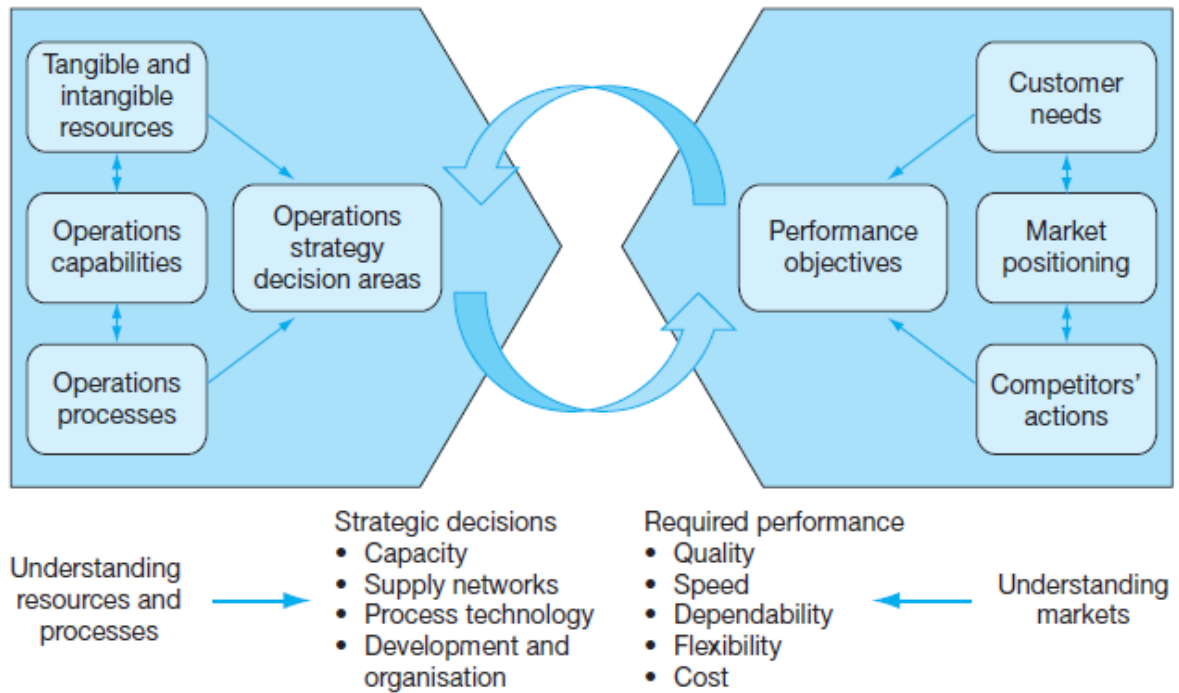 Tangible and
intangible
resources
Operations
capabilities
Operations
processes
Operations
strategy
decision areas
Performance
objectives
Customer
needs
Market
positioning
Competitors’
actions
Understanding
resources and
processes
Strategic decisions
• Capacity
• Supply networks
• Process technology
• Development and
organisation
Required performance
• Quality
• Speed
• Dependability
• Flexibility
• Cost
Understanding
markets